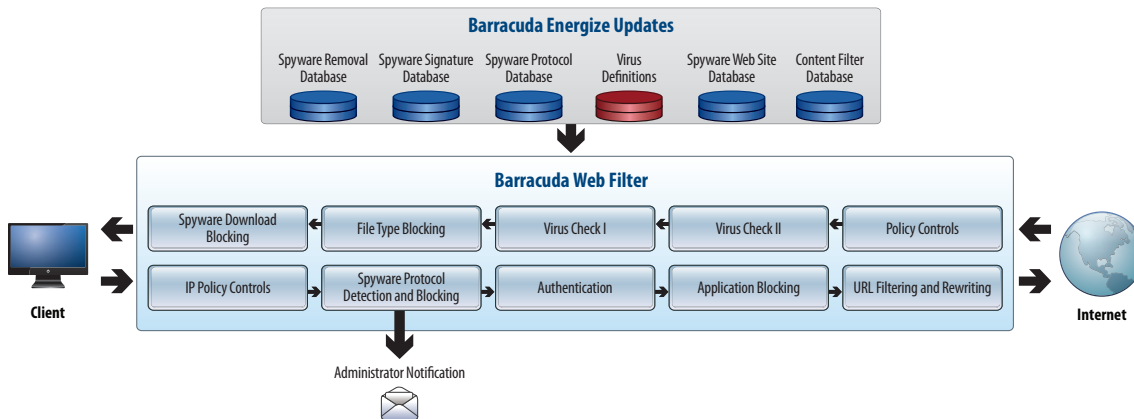 Barracuda Energize Updates
Spyware Removal
Database
Spyware Signature
Database
Spyware Protocol
Database
Virus
Definitions
Spyware Web Site
Database
Content Filter
Database
Barracuda Web Filter
Spyware Download
Blocking
File Type Blocking
Virus Check I
Virus Check II
Policy Controls
IP Policy Controls
Spyware Protocol
Detection and Blocking
Authentication
Application Blocking
URL Filtering and Rewriting
Client
Internet
Administrator Notification